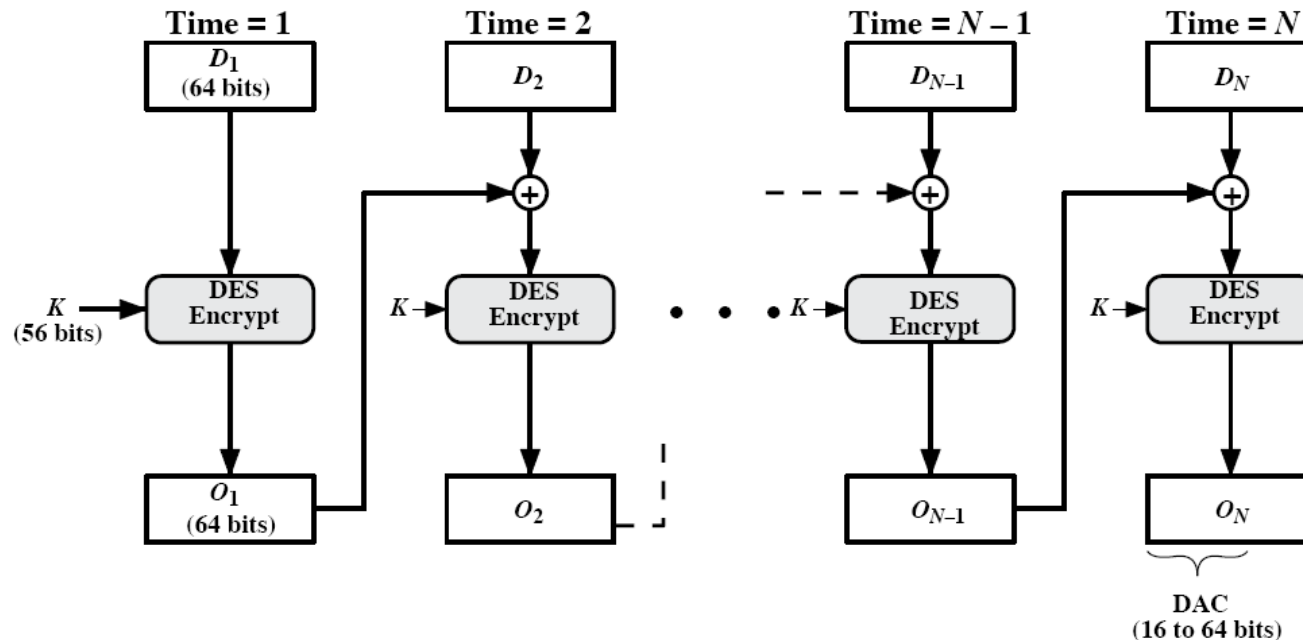 Time = 1
Time = 2
Time = N – 1
Time = N
D1
(64 bits)
D2
DN–1
DN
+
+
+
K
(56 bits)
DES
Encrypt
K
DES
Encrypt
• • •
K
DES
Encrypt
K
DES
Encrypt
O1
(64 bits)
O2
ON–1
ON
DAC
(16 to 64 bits)